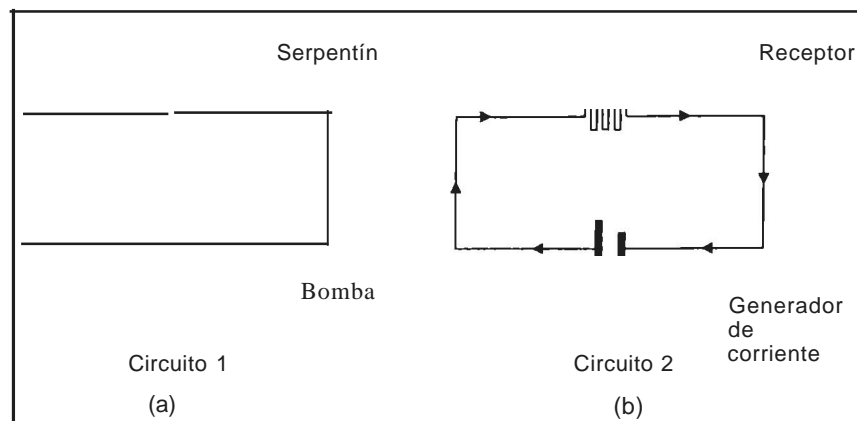 Serpentín
Receptor
Bomba
Generador
de
corriente
Circuito 1
Circuito 2
(a)
(b)